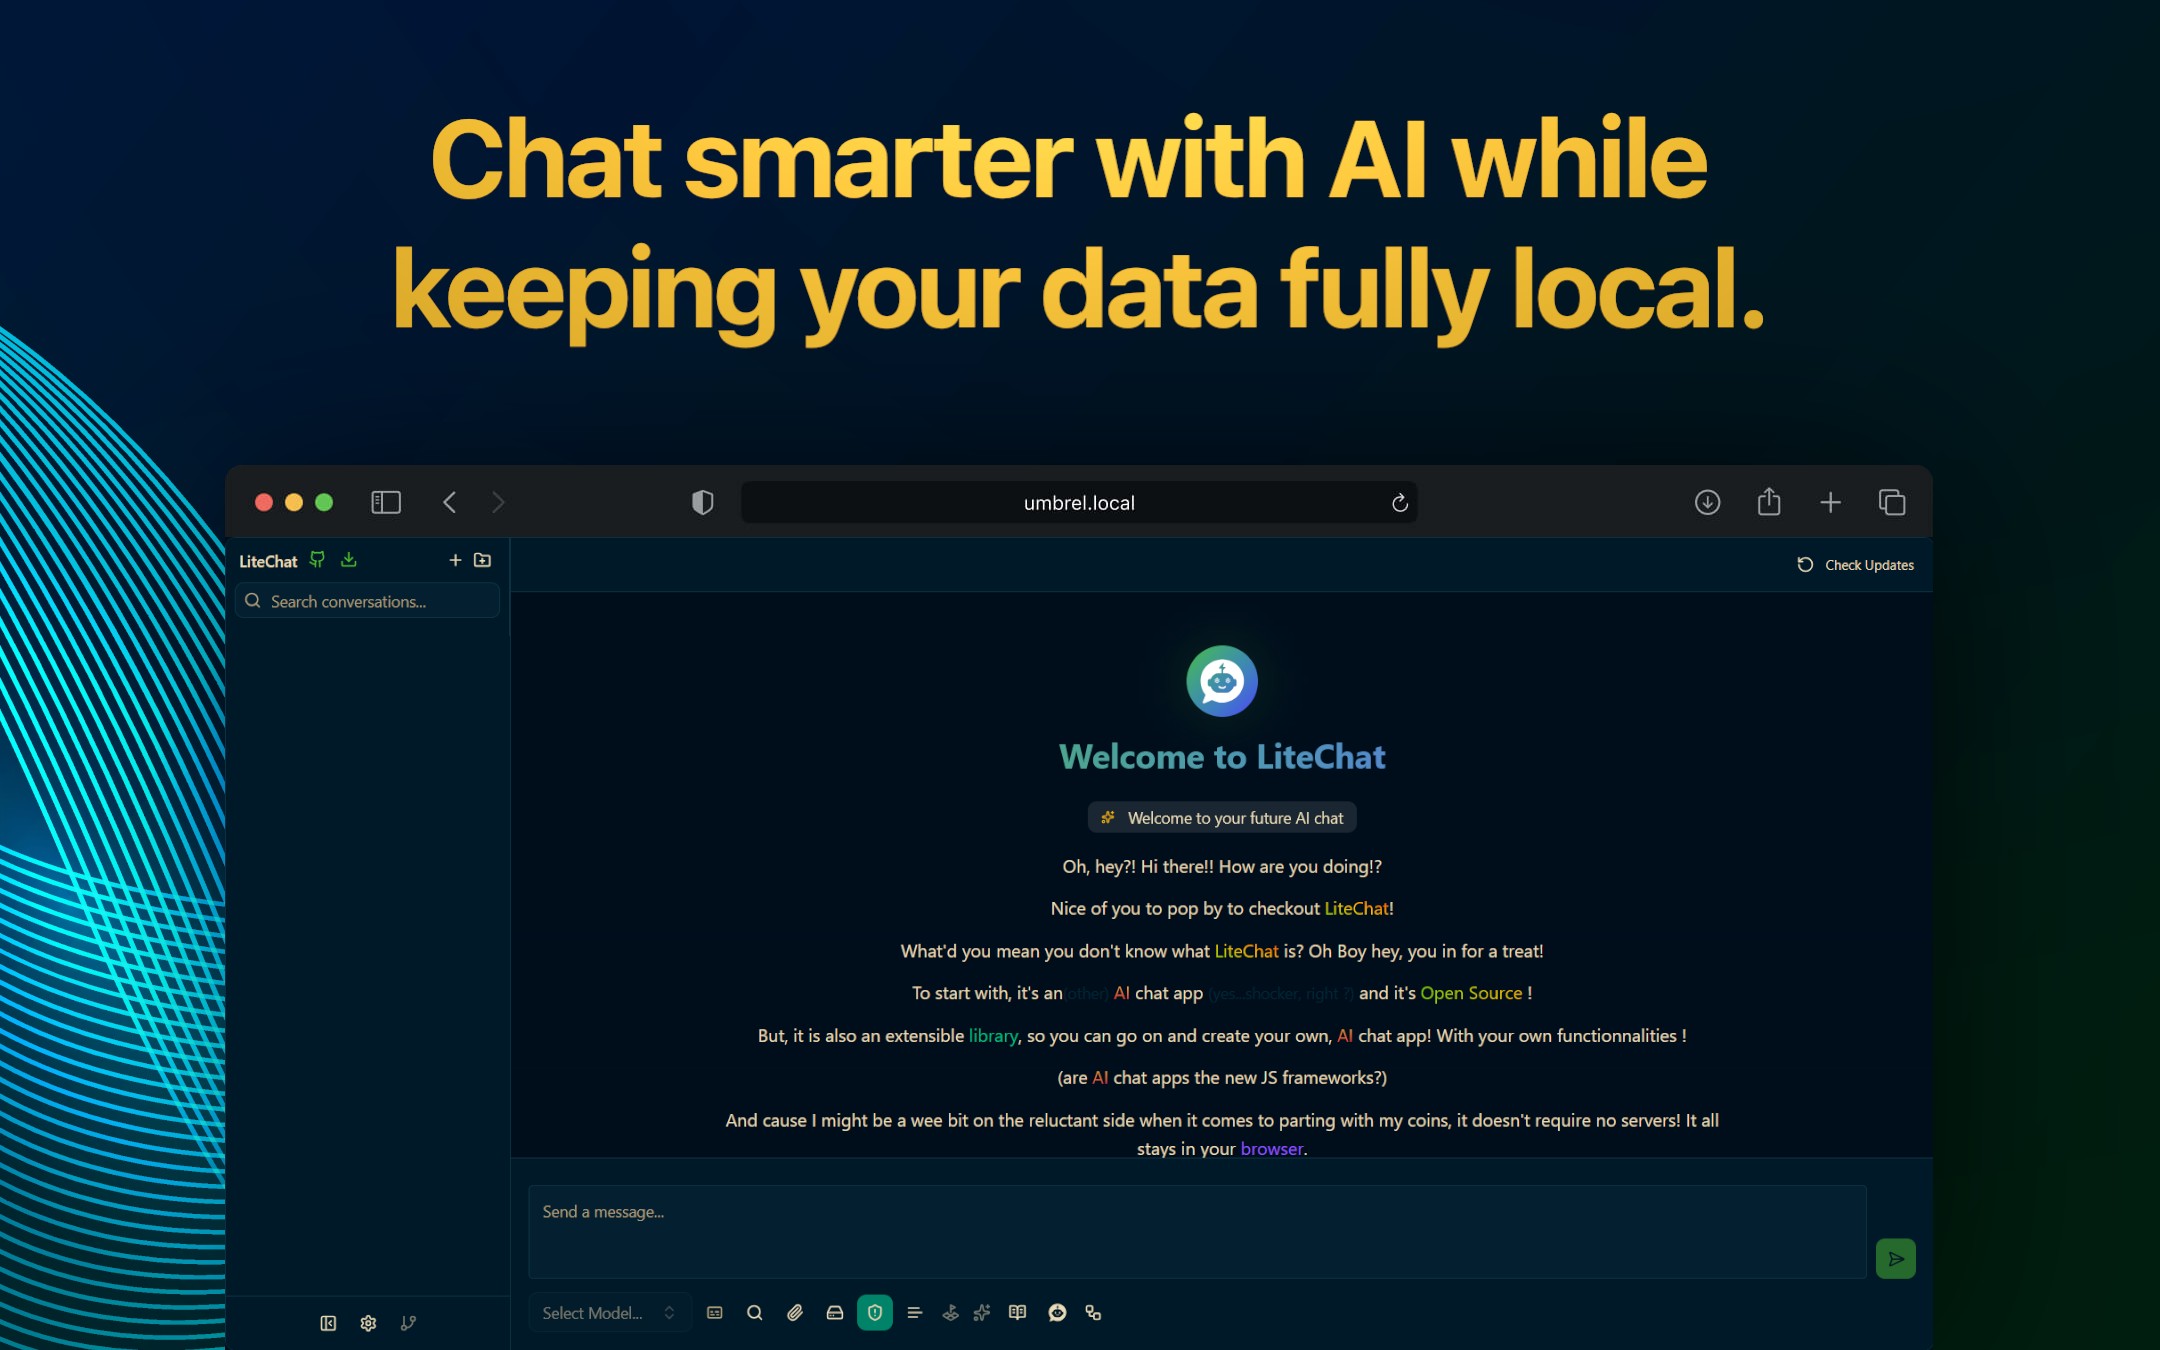 Chat smarter with AI while
keeping your data fully local.
umbrel.local
LiteChat
Check Updates
Search conversations...
Welcome to LiteChat
Welcome to your future AI chat
Oh, hey?! Hi there!! How are you doing!?
Nice of you to pop by to checkout LiteChat!
What'd you mean you don't know what LiteChat is? Oh Boy hey, you in for a treat!
To start with, it's an(other) AI chat app (yes...shocker, right ?) and it's Open Source !
But, it is also an extensible library, so you can go on and create your own, AI chat app! With your own functionnalities !
(are AI chat apps the new JS frameworks?)
And cause I might be a wee bit on the reluctant side when it comes to parting with my coins, it doesn't require no servers! It all
stays in your browser.
Send a message...
Select Model...